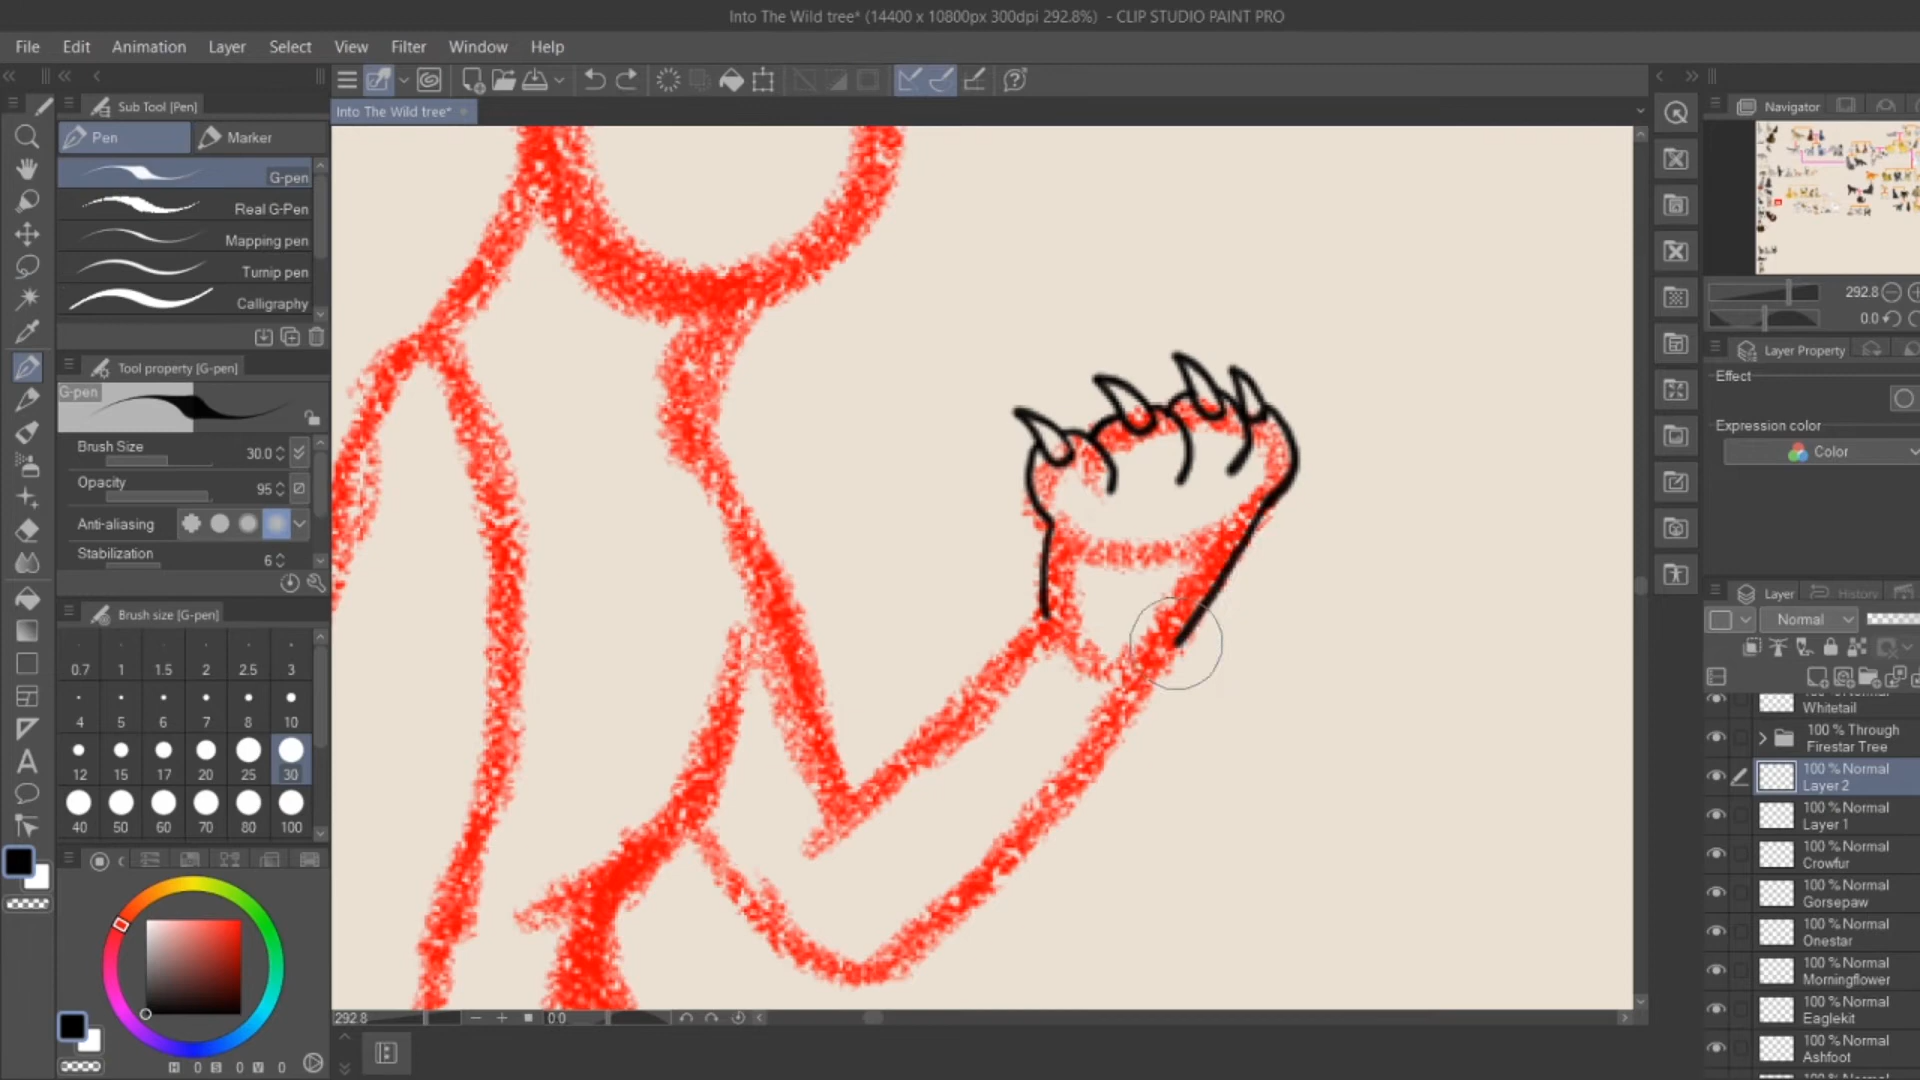 Into The Wild tree* (14400 x 10800px 300dpi 292.8%) - CLIP STUDIO PAINT PRO
File Edit Animation Layer Select View Filter Window Help
Sub Tool [Pen]
Into The Wild tree*
Navigator
Pen Marker
G-pen
Real G-Pen
Mapping pen
Turnip pen
Calligraphy
292.8
0.0
Tool property [G-pen]
Layer Property
G-pen
Effect
Expression color
Color
Brush Size 30.0
Opacity 95
Anti-aliasing
Stabilization 6
Brush size [G-pen]
Layer History
Normal
0.7 1 1.5 2 2.5 3
4 5 6 7 8 10
12 15 17 20 25 30
40 50 60 70 80 100
Whitetail
100 % Through
Firestar Tree
100 % Normal
Layer 2
100 % Normal
Layer 1
100 % Normal
Crowfur
100 % Normal
Gorsepaw
100 % Normal
Onestar
100 % Normal
Morningflower
100 % Normal
Eaglekit
100 % Normal
Ashfoot
292.8 0.0
H 0 S 0 V 0